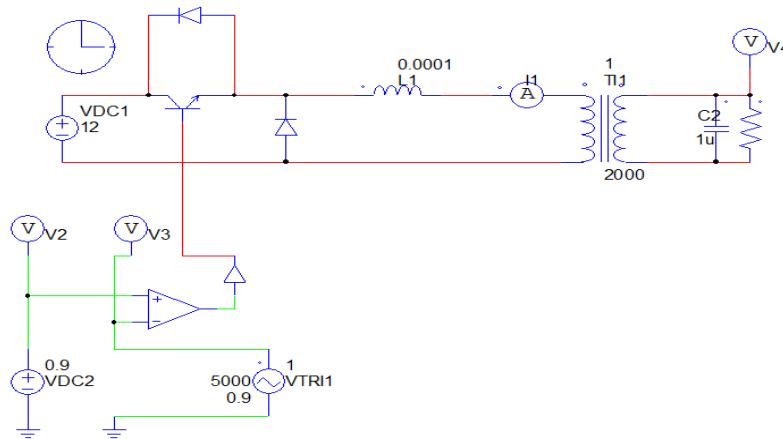 V
V4
0.0001
L1
I1
A
1
TI1
VDC1
12
C2
1u
2000
V
V2
V
V3
0.9
VDC2
1
5000
VTRI1
0.9